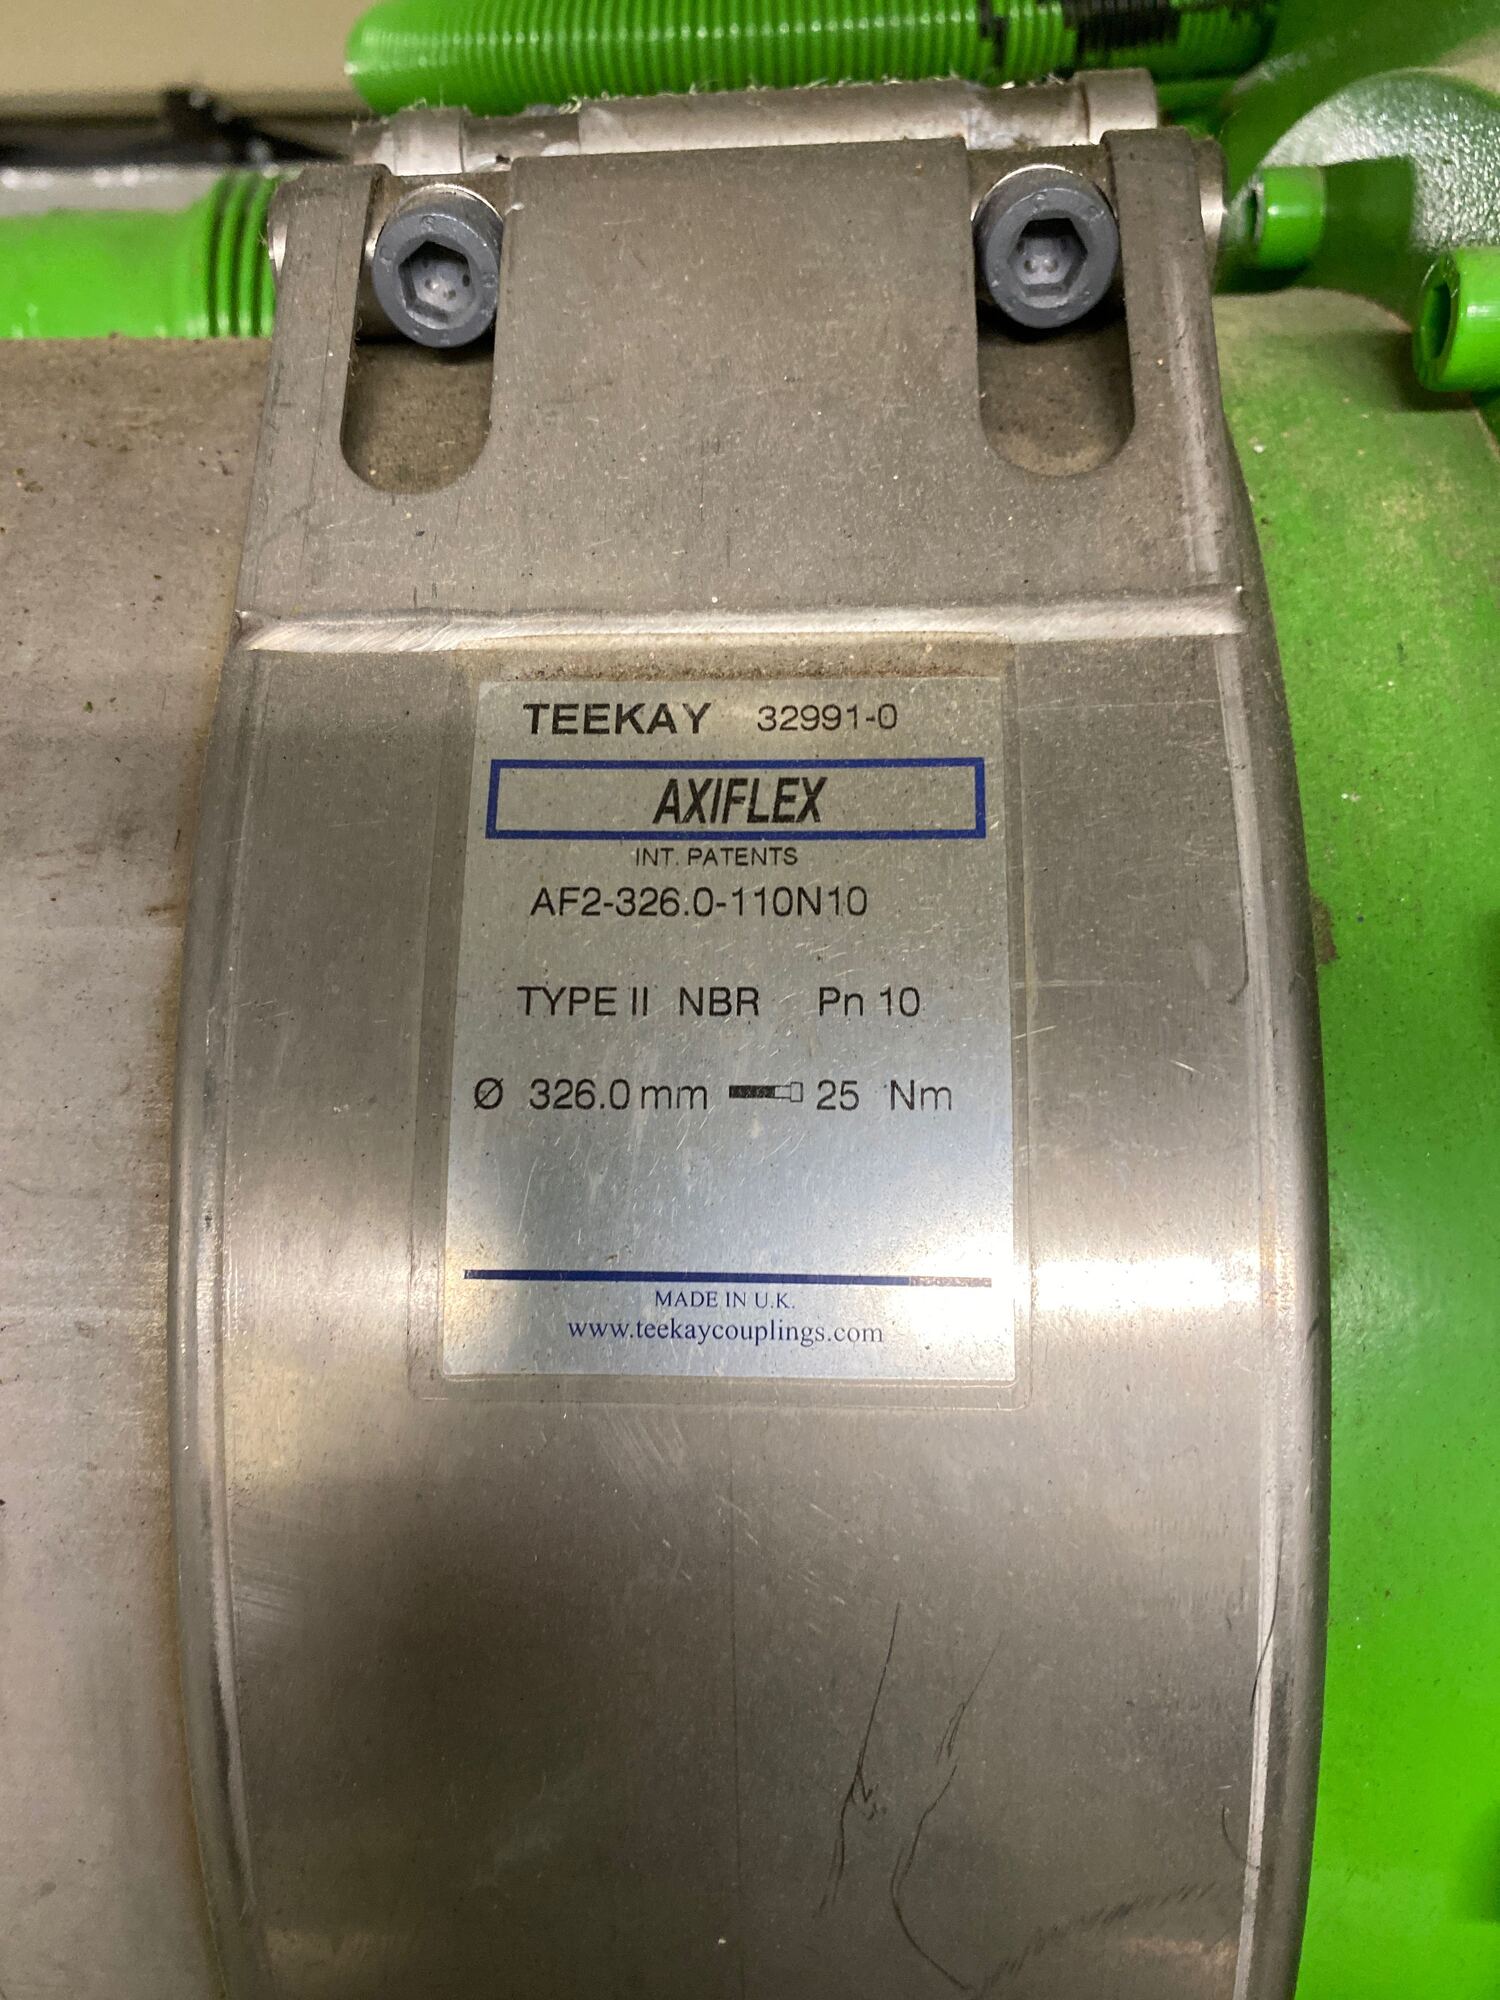 TEEKAY 32991-0
AXIFLEX
INT. PATENTS
AF2-326.0-110N10
TYPE II NBR Pn 10
Ø 326.0 mm 25 Nm
MADE IN U.K.
www.teekaycouplings.com